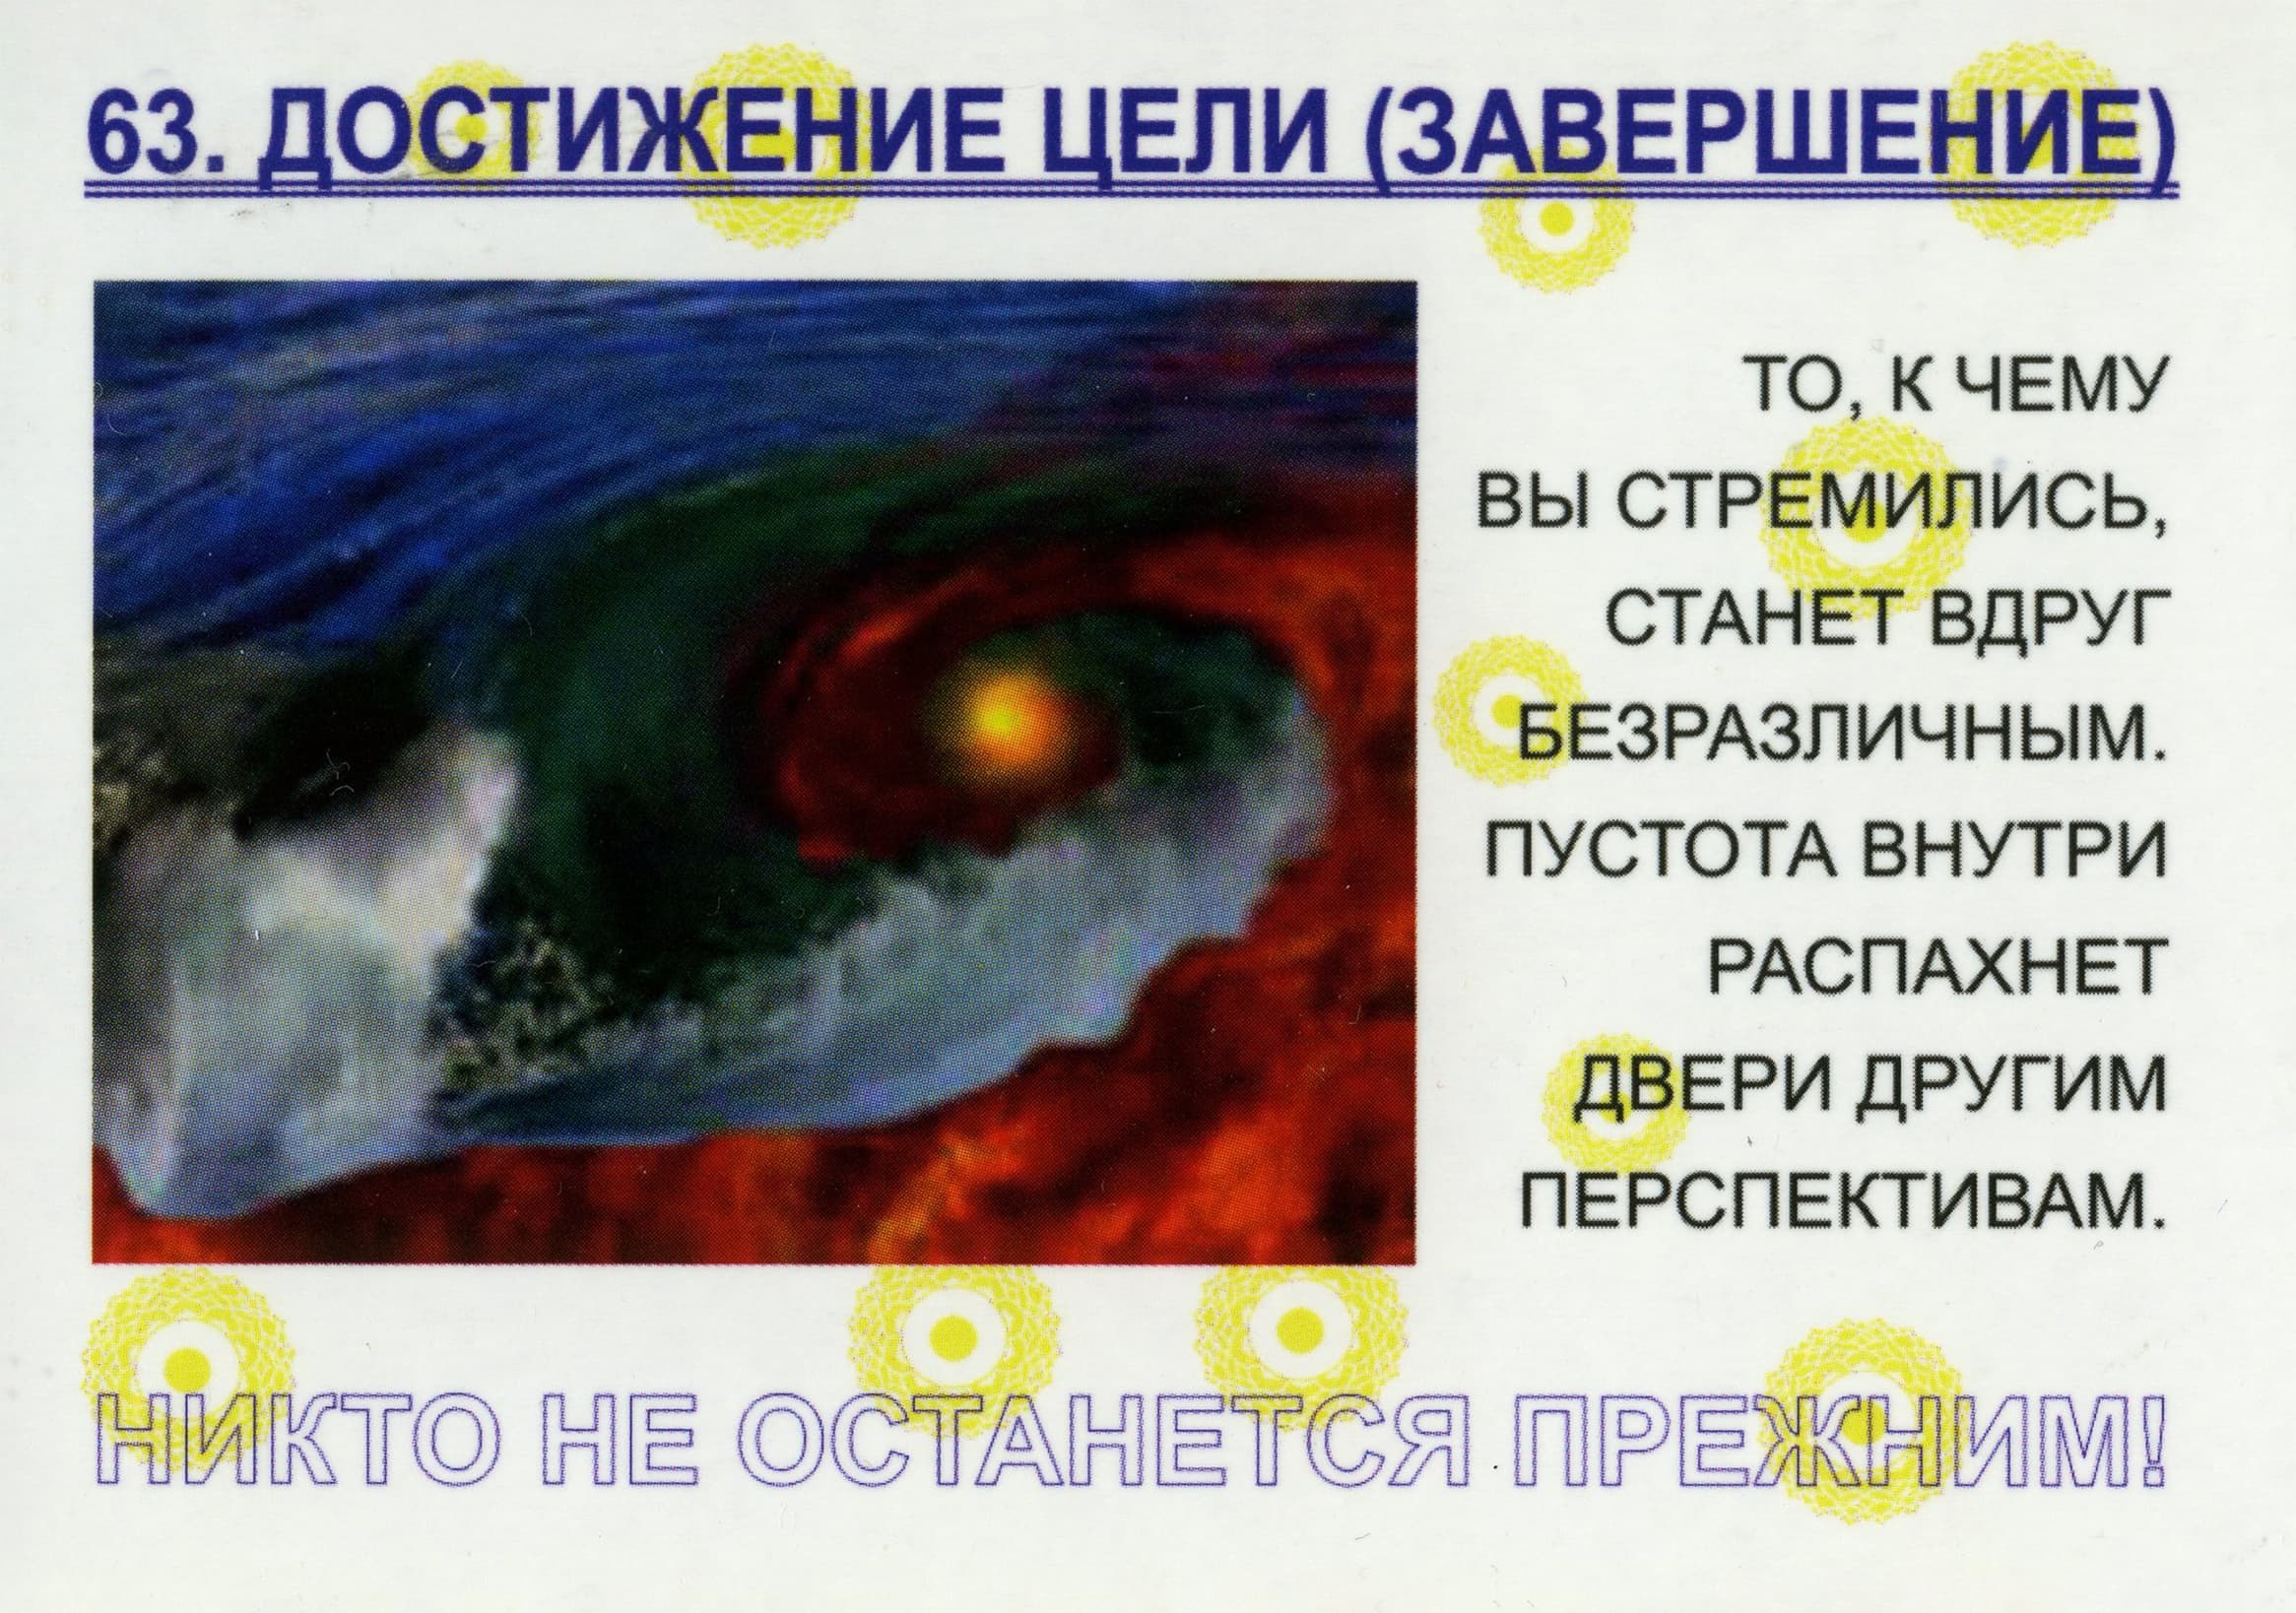 63. ДОСТИЖЕНИЕ ЦЕЛИ (ЗАВЕРШЕНИЕ)
ТО, К ЧЕМУ
ВЫ СТРЕМИЛИСЬ,
СТАНЕТ ВДРУГ
БЕЗРАЗЛИЧНЫМ.
ПУСТОТА ВНУТРИ
РАСПАХНЕТ
ДВЕРИ ДРУГИМ
ПЕРСПЕКТИВАМ.
НИКТО НЕ ОСТАНЕТСЯ ПРЕЖНИМ!